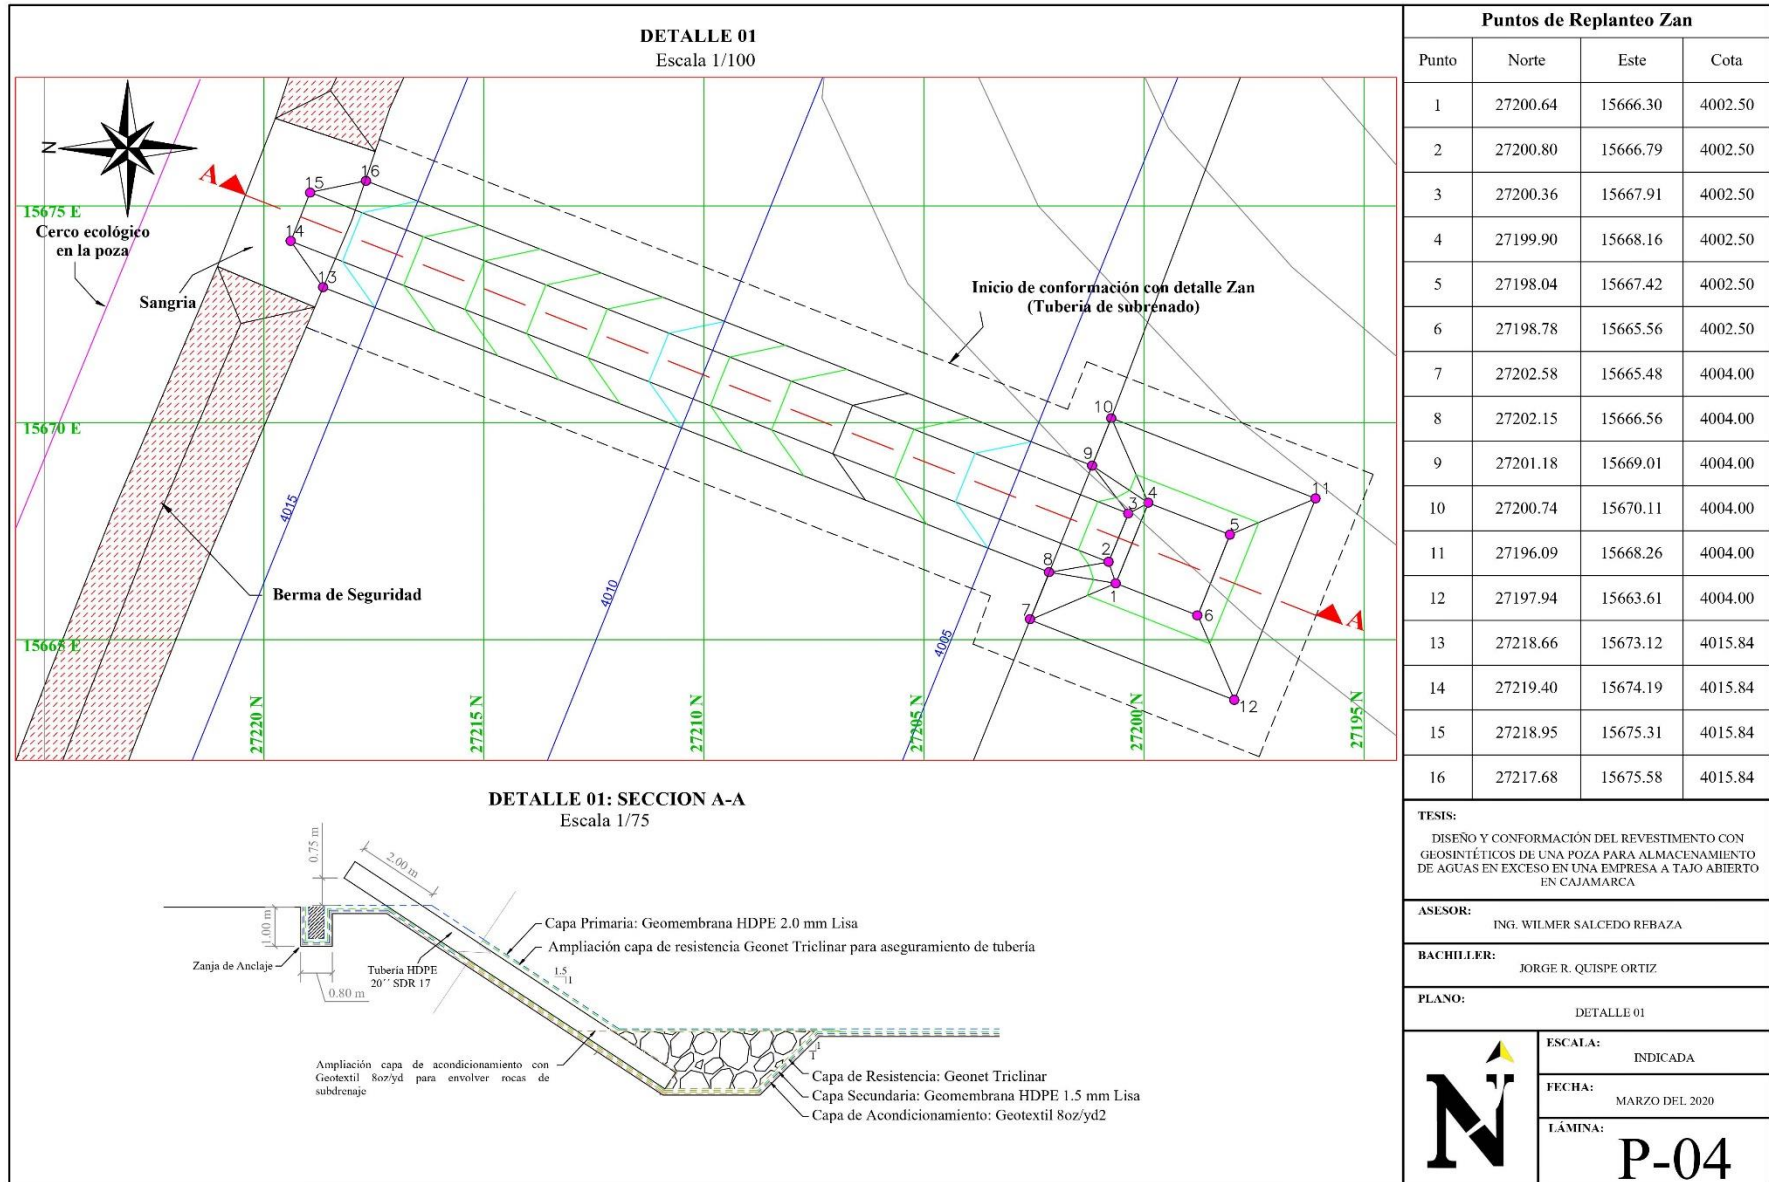 DETALLE 01
Escala 1/100
N
A
15
16
14
13
15675 E
Cerco ecológico
en la poza
Sangria
Inicio de conformación con detalle Zan
(Tuberia de subrenado)
10
15670 E
9
11
4
3
5
4015
2
8
1
4010
Berma de Seguridad
7
6
A
15665 E
4005
12
27220 N
27215 N
27210 N
27205 N
27200 N
27195 N
DETALLE 01: SECCION A-A
Escala 1/75
0.75 m
2.00 m
1.00 m
Capa Primaria: Geomembrana HDPE 2.0 mm Lisa
Ampliación capa de resistencia Geonet Triclinar para aseguramiento de tubería
Zanja de Anclaje
Tubería HDPE
20´´ SDR 17
1.5
1
0.80 m
Ampliación capa de acondicionamiento con
Geotextil 8oz/yd para envolver rocas de
subdrenaje
1
1
Capa de Resistencia: Geonet Triclinar
Capa Secundaria: Geomembrana HDPE 1.5 mm Lisa
Capa de Acondicionamiento: Geotextil 8oz/yd2
Puntos de Replanteo Zan
Punto Norte Este Cota
1 27200.64 15666.30 4002.50
2 27200.80 15666.79 4002.50
3 27200.36 15667.91 4002.50
4 27199.90 15668.16 4002.50
5 27198.04 15667.42 4002.50
6 27198.78 15665.56 4002.50
7 27202.58 15665.48 4004.00
8 27202.15 15666.56 4004.00
9 27201.18 15669.01 4004.00
10 27200.74 15670.11 4004.00
11 27196.09 15668.26 4004.00
12 27197.94 15663.61 4004.00
13 27218.66 15673.12 4015.84
14 27219.40 15674.19 4015.84
15 27218.95 15675.31 4015.84
16 27217.68 15675.58 4015.84
TESIS:
DISEÑO Y CONFORMACIÓN DEL REVESTIMENTO CON
GEOSINTÉTICOS DE UNA POZA PARA ALMACENAMIENTO
DE AGUAS EN EXCESO EN UNA EMPRESA A TAJO ABIERTO
EN CAJAMARCA
ASESOR:
ING. WILMER SALCEDO REBAZA
BACHILLER:
JORGE R. QUISPE ORTIZ
PLANO:
DETALLE 01
N
ESCALA:
INDICADA
FECHA:
MARZO DEL 2020
LÁMINA:
P-04